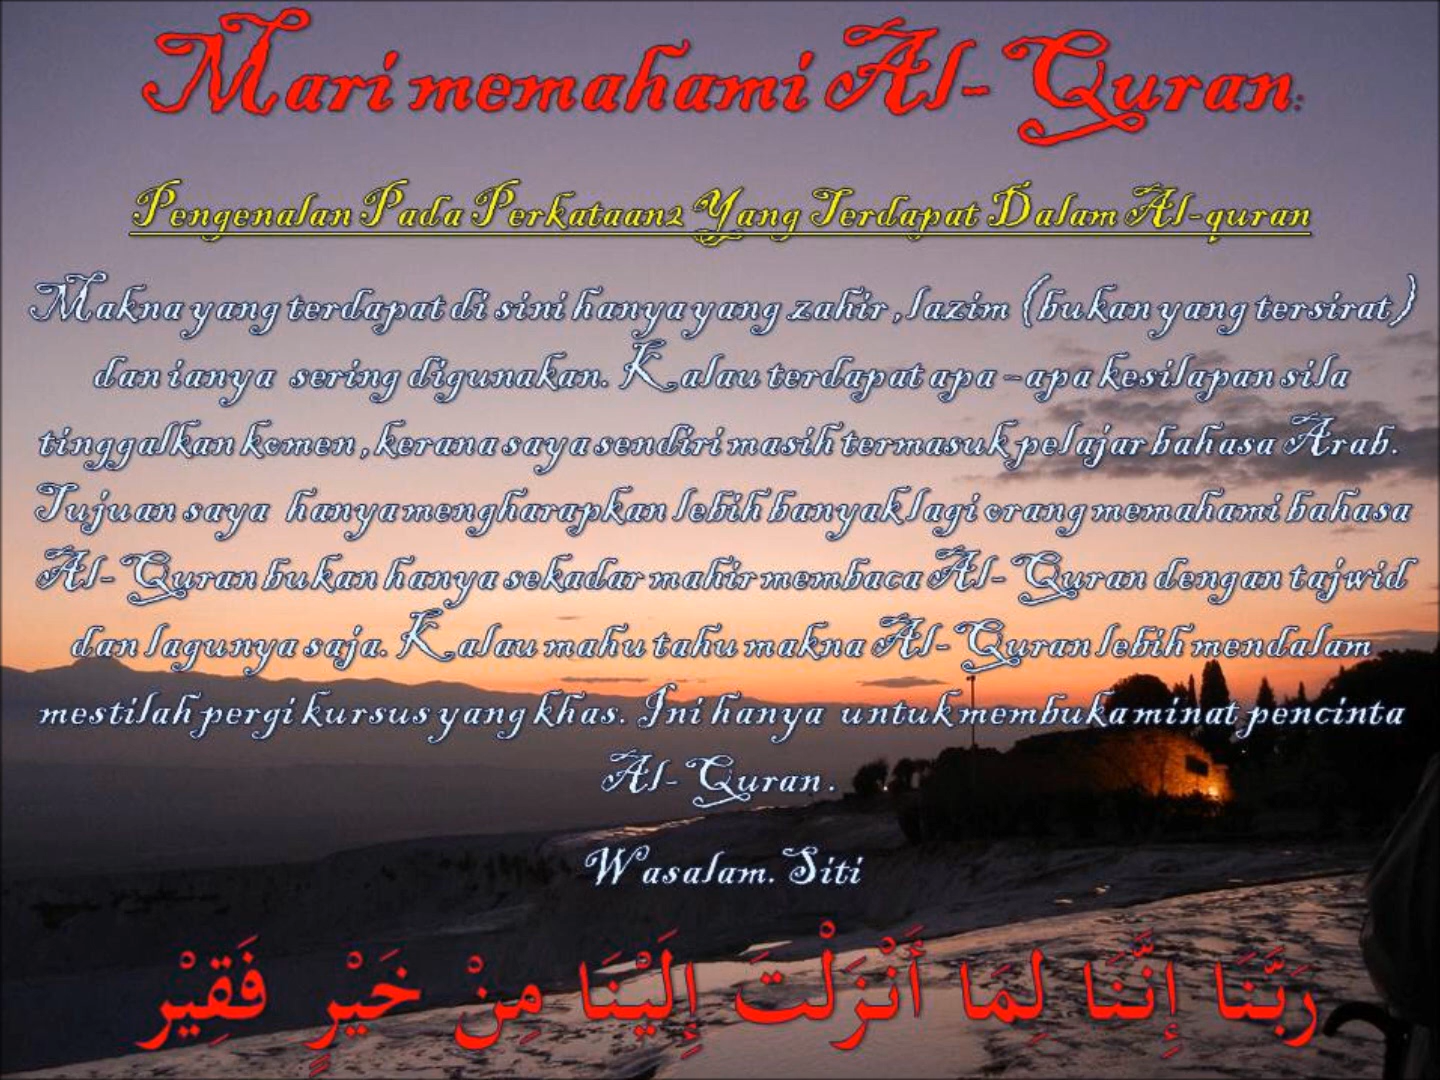 Mari memahami Al-Quran:
Pengenalan Pada Perkataan2 Yang Terdapat Dalam Al-quran
Makna yang terdapat di sini hanya yang zahir, lazim (bukan yang tersirat)
dan ianya sering digunakan. Kalau terdapat apa -apa kesilapan sila
tinggalkan komen, kerana saya sendiri masih termasuk pelajar bahasa Arab.
Tujuan saya hanya mengharapkan lebih banyak lagi orang memahami bahasa
Al-Quran bukan hanya sekadar mahir membaca Al-Quran dengan tajwid
dan lagunya saja. Kalau mahu tahu makna Al-Quran lebih mendalam
mestilah pergi kursus yang khas. Ini hanya untuk membuka minat pencinta
Al-Quran.
Wasalam. Siti
رَبَّنَا إِنَّنَا لِمَا أَنْزَلْتَ إِلَيْنَا مِنْ خَيْرٍ فَقِيْر